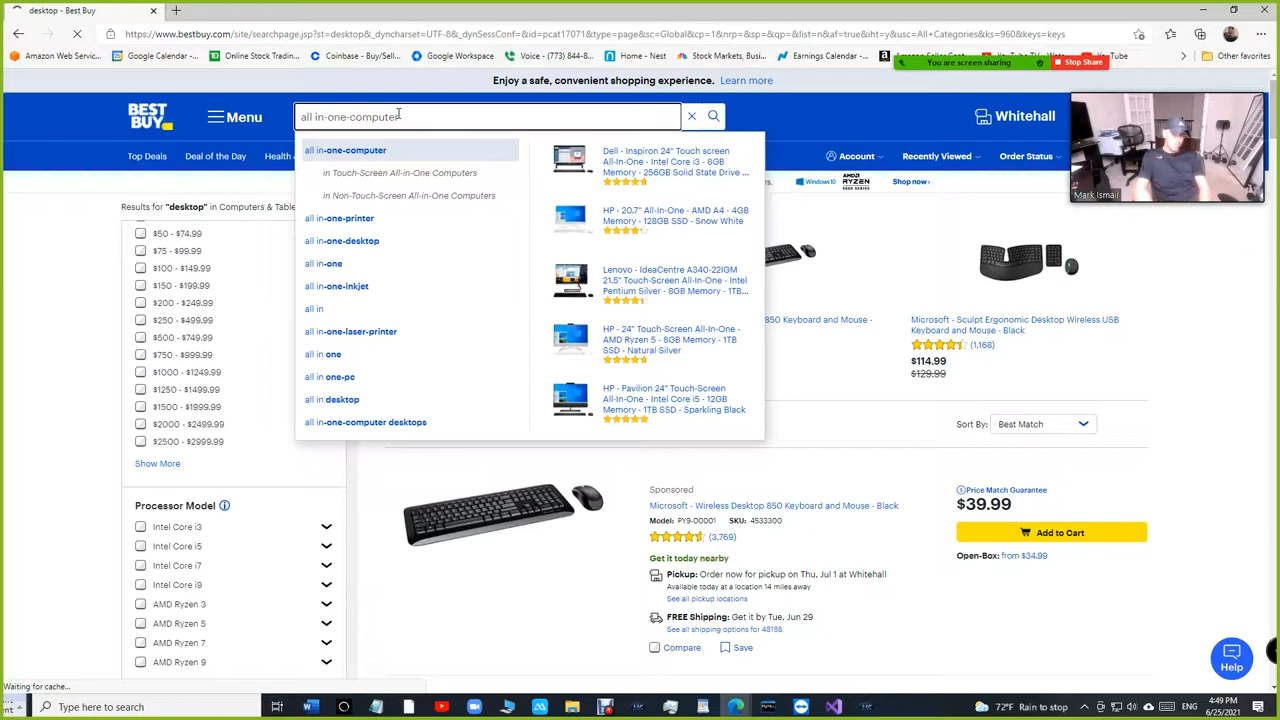 desktop - Best Buy
https://www.bestbuy.com/site/searchpage.jsp?st=desktop&_dyncharset=UTF-8&_dynSessConf=&id=pcat17071&type=page&sc=Global&cp=1&nrp=&sp=&qp=&list=n&af=true&iht=y&usc=All+Categories&ks=960&keys=keys
Amazon Web Servic...
Google Calendar -...
Online Stock Tradin...
Coinbase - Buy/Sell...
Google Workspace
Voice - (773) 844-8...
Home - Nest
Stock Markets, Busi...
Other favorites
You are screen sharing
Stop Share
Enjoy a safe, convenient shopping experience. Learn more
BEST BUY
Menu
all in-one-computer
Whitehall
Top Deals
Deal of the Day
Health
Account
Recently Viewed
Order Status
Mark Ismail
Results for "desktop" in Computers & Table
$50 - $74.99
$75 - $99.99
$100 - $149.99
$150 - $199.99
$200 - $249.99
$250 - $499.99
$500 - $749.99
$750 - $999.99
$1000 - $1249.99
$1250 - $1499.99
$1500 - $1999.99
$2000 - $2499.99
$2500 - $2999.99
Show More
Processor Model
Intel Core i3
Intel Core i5
Intel Core i7
Intel Core i9
AMD Ryzen 3
AMD Ryzen 5
AMD Ryzen 7
AMD Ryzen 9
all in-one-computer
in Touch-Screen All-in-One Computers
in Non-Touch-Screen All-in-One Computers
all in-one-printer
all in-one-desktop
all in-one
all in-one-inkjet
all in
all in-one-laser-printer
all in one
all in one-pc
all in desktop
all in-one-computer desktops
Dell - Inspiron 24" Touch screen
All-In-One - Intel Core i3 - 8GB
Memory - 256GB Solid State Drive ...
HP - 20.7" All-In-One - AMD A4 - 4GB
Memory - 128GB SSD - Snow White
Lenovo - IdeaCentre A340-22IGM
21.5" Touch-Screen All-In-One - Intel
Pentium Silver - 8GB Memory - 1TB...
HP - 24" Touch-Screen All-In-One -
AMD Ryzen 5 - 8GB Memory - 1TB
SSD - Natural Silver
HP - Pavilion 24" Touch-Screen
All-In-One - Intel Core i5 - 12GB
Memory - 1TB SSD - Sparkling Black
rs.
Windows 10
AMD RYZEN 5000 SERIES
Shop now›
850 Keyboard and Mouse -
Microsoft - Sculpt Ergonomic Desktop Wireless USB
Keyboard and Mouse - Black
(1,168)
$114.99
$129.99
Sort By:
Best Match
Sponsored
Microsoft - Wireless Desktop 850 Keyboard and Mouse - Black
Model: PY9-00001 SKU: 4533300
(3,769)
Get it today nearby
Pickup: Order now for pickup on Thu, Jul 1 at Whitehall
Available today at a location 14 miles away
See all pickup locations
FREE Shipping: Get it by Tue, Jun 29
See all shipping options for 48188
Compare
Save
Price Match Guarantee
$39.99
Add to Cart
Open-Box: from $34.99
Help
Waiting for cache...
Type here to search
72°F Rain to stop
4:49 PM
6/25/2021